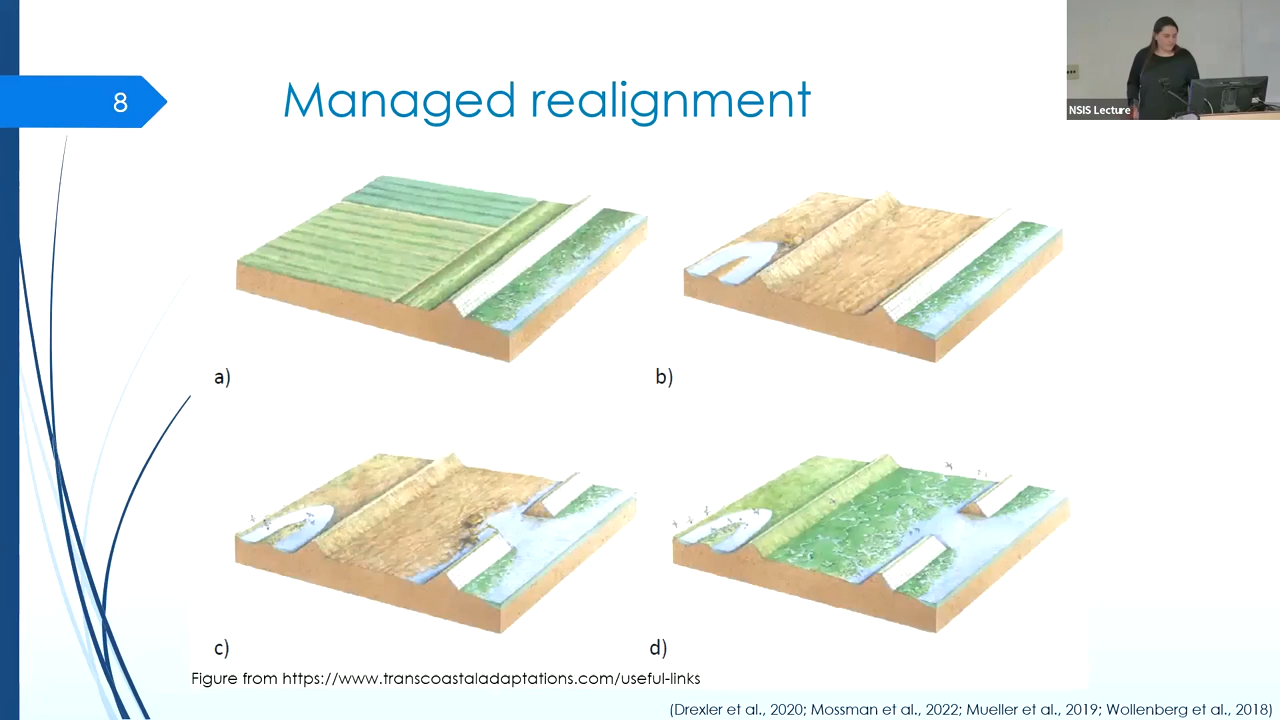 8
Managed realignment
NSIS Lecture
a)
b)
c)
d)
Figure from https://www.transcoastaladaptations.com/useful-links
(Drexler et al., 2020; Mossman et al., 2022; Mueller et al., 2019; Wollenberg et al., 2018)